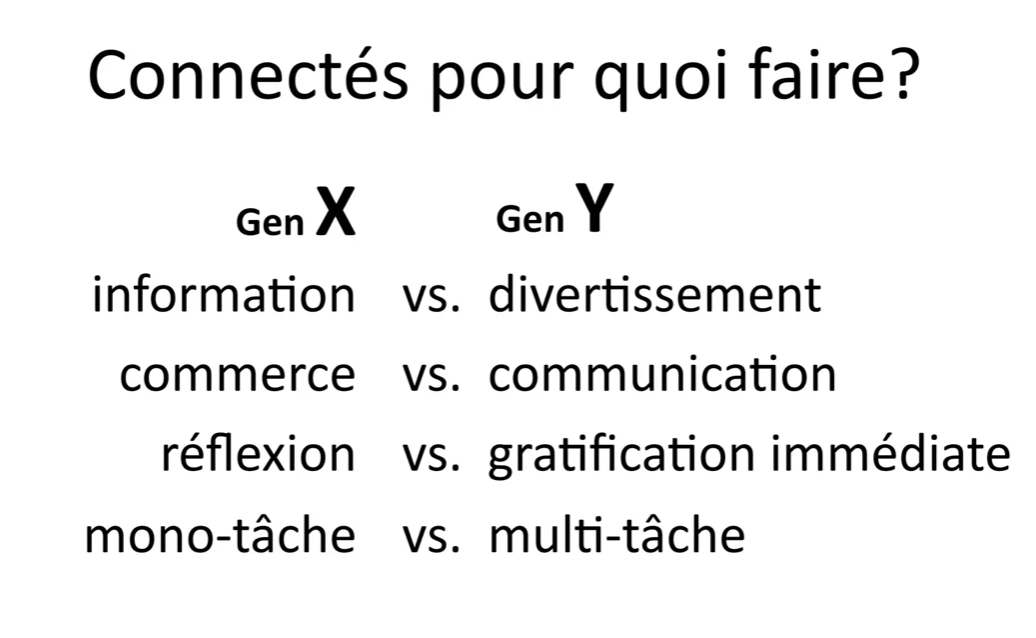 Connectés pour quoi faire?
Gen X Gen Y
information vs. divertissement
commerce vs. communication
réflexion vs. gratification immédiate
mono-tâche vs. multi-tâche